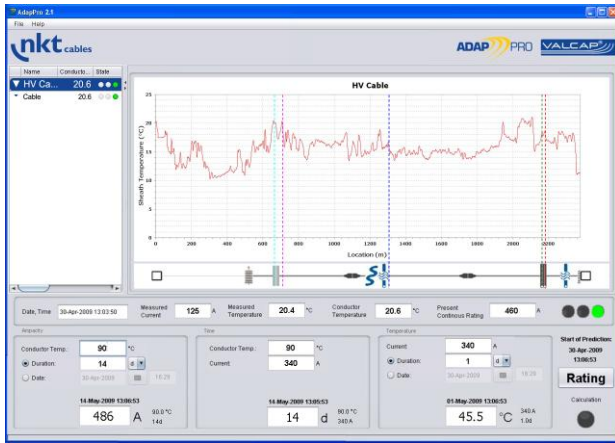 AdapPro 2.1
File Help
nkt cables
ADAP PRO VALCAP
Name Conducto... State
HV Ca... 20.6
Cable 20.6
HV Cable
Sheath Temperature (°C)
25
20
15
10
5
0
0 200 400 600 800 1000 1200 1400 1600 1800 2000 2200
Location (m)
Date, Time 30-Apr-2009 13:03:50 Measured Current 125 A Measured Temperature 20.4 °C Conductor Temperature 20.6 °C Present Continous Rating 460 A
Ampacity
Conductor Temp.: 90 °C
Duration: 14 d
Date: 30-Apr-2009 16:29
14-May-2009 13:06:53
486 A 90.0 °C 14d
Time
Conductor Temp.: 90 °C
Current: 340 A
14-May-2009 13:05:53
14 d 90.0 °C 340 A
Temperature
Current: 340 A
Duration: 1 d
Date: 30-Apr-2009 16:29
01-May-2009 13:06:53
45.5 °C 340 A 1.0d
Start of Prediction:
30-Apr-2009
13:06:53
Rating
Calculation